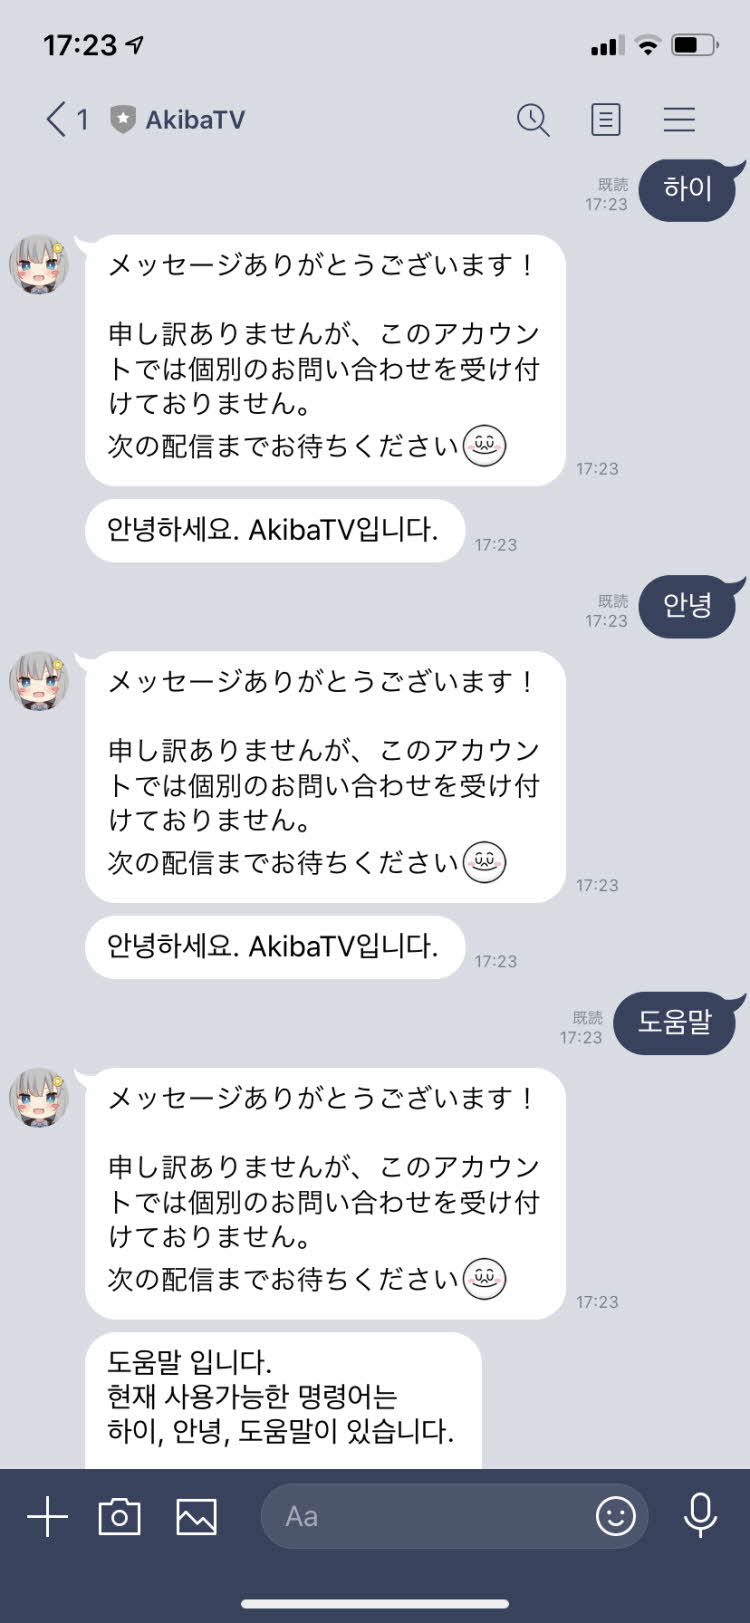 17:23
1 AkibaTV
하이
既読
17:23
メッセージありがとうございます！
申し訳ありませんが、このアカウン
トでは個別のお問い合わせを受け付
けておりません。
次の配信までお待ちください
17:23
안녕하세요. AkibaTV입니다.
17:23
안녕
既読
17:23
メッセージありがとうございます！
申し訳ありませんが、このアカウン
トでは個別のお問い合わせを受け付
けておりません。
次の配信までお待ちください
17:23
안녕하세요. AkibaTV입니다.
17:23
도움말
既読
17:23
メッセージありがとうございます！
申し訳ありませんが、このアカウン
トでは個別のお問い合わせを受け付
けておりません。
次の配信までお待ちください
17:23
도움말 입니다.
현재 사용가능한 명령어는
하이, 안녕, 도움말이 있습니다.
Aa